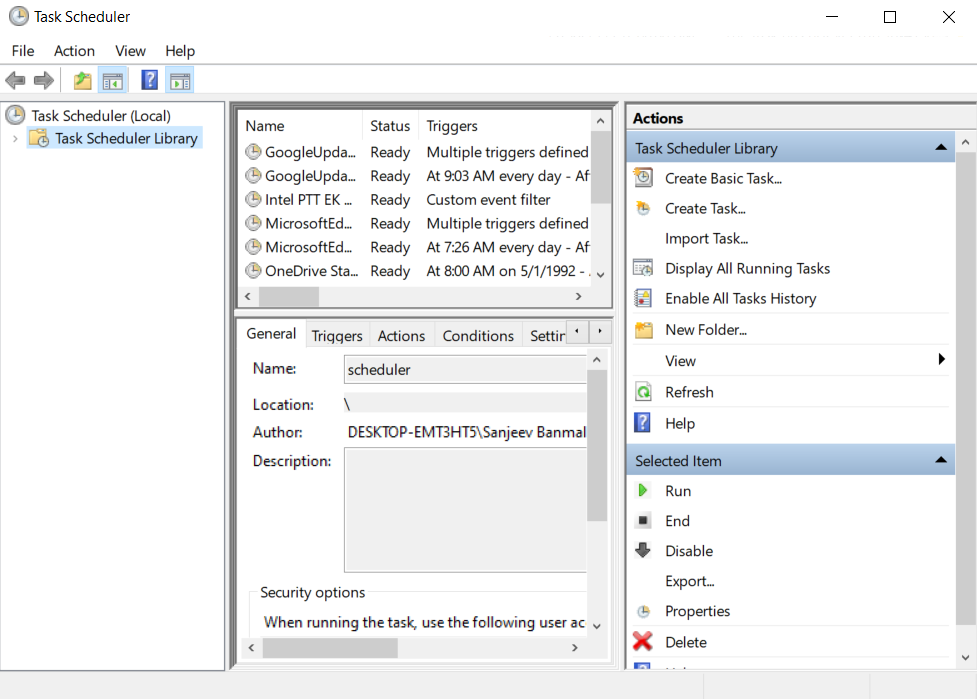 Task Scheduler
File Action View Help
Task Scheduler (Local)
Task Scheduler Library
Name Status Triggers
GoogleUpda... Ready Multiple triggers defined
GoogleUpda... Ready At 9:03 AM every day - Af
Intel PTT EK ... Ready Custom event filter
MicrosoftEd... Ready Multiple triggers defined
MicrosoftEd... Ready At 7:26 AM every day - Af
OneDrive Sta... Ready At 8:00 AM on 5/1/1992 - .
General Triggers Actions Conditions Settin
Name: scheduler
Location: \
Author: DESKTOP-EMT3HT5\Sanjeev Banmal
Description:
Security options
When running the task, use the following user ac
Actions
Task Scheduler Library
Create Basic Task...
Create Task...
Import Task...
Display All Running Tasks
Enable All Tasks History
New Folder...
View
Refresh
Help
Selected Item
Run
End
Disable
Export...
Properties
Delete